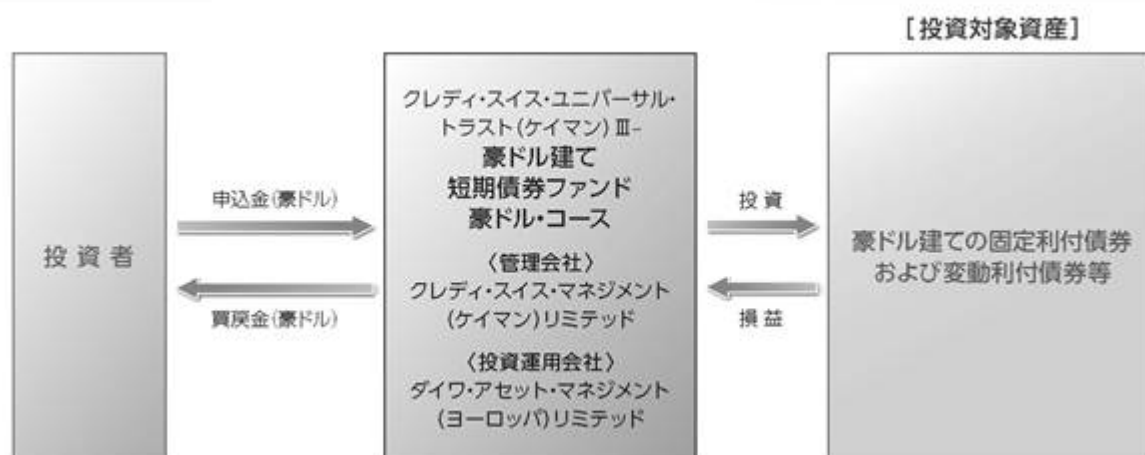 [投資対象資産]
投資者
申込金(豪ドル)
買戻金(豪ドル)
クレディ・スイス・ユニバーサル・
トラスト(ケイマン)Ⅲ-
豪ドル建て
短期債券ファンド
豪ドル・コース
〈管理会社〉
クレディ・スイス・マネジメント
(ケイマン)リミテッド
〈投資運用会社〉
ダイワ・アセット・マネジメント
(ヨーロッパ)リミテッド
投資
損益
豪ドル建ての固定利付債券
および変動利付債券等